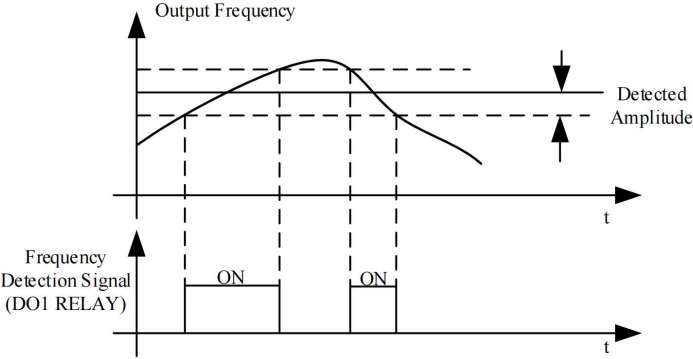 Output Frequency
Detected
Amplitude
t
Frequency
Detection Signal
(DO1 RELAY)
ON
ON
t